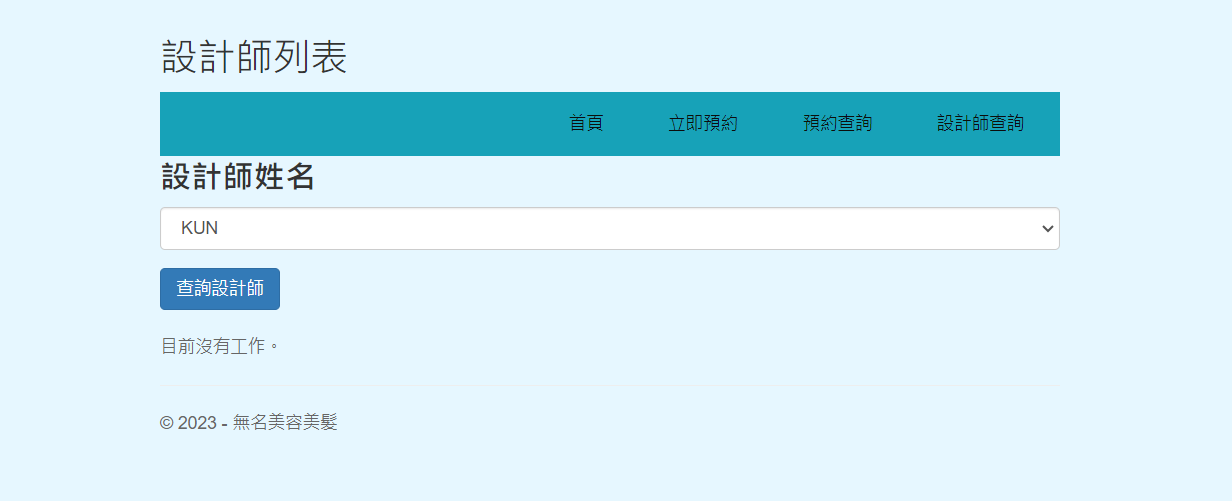 設計師列表
首頁 立即預約 預約查詢 設計師查詢
設計師姓名
KUN
查詢設計師
目前沒有工作。
© 2023 - 無名美容美髮